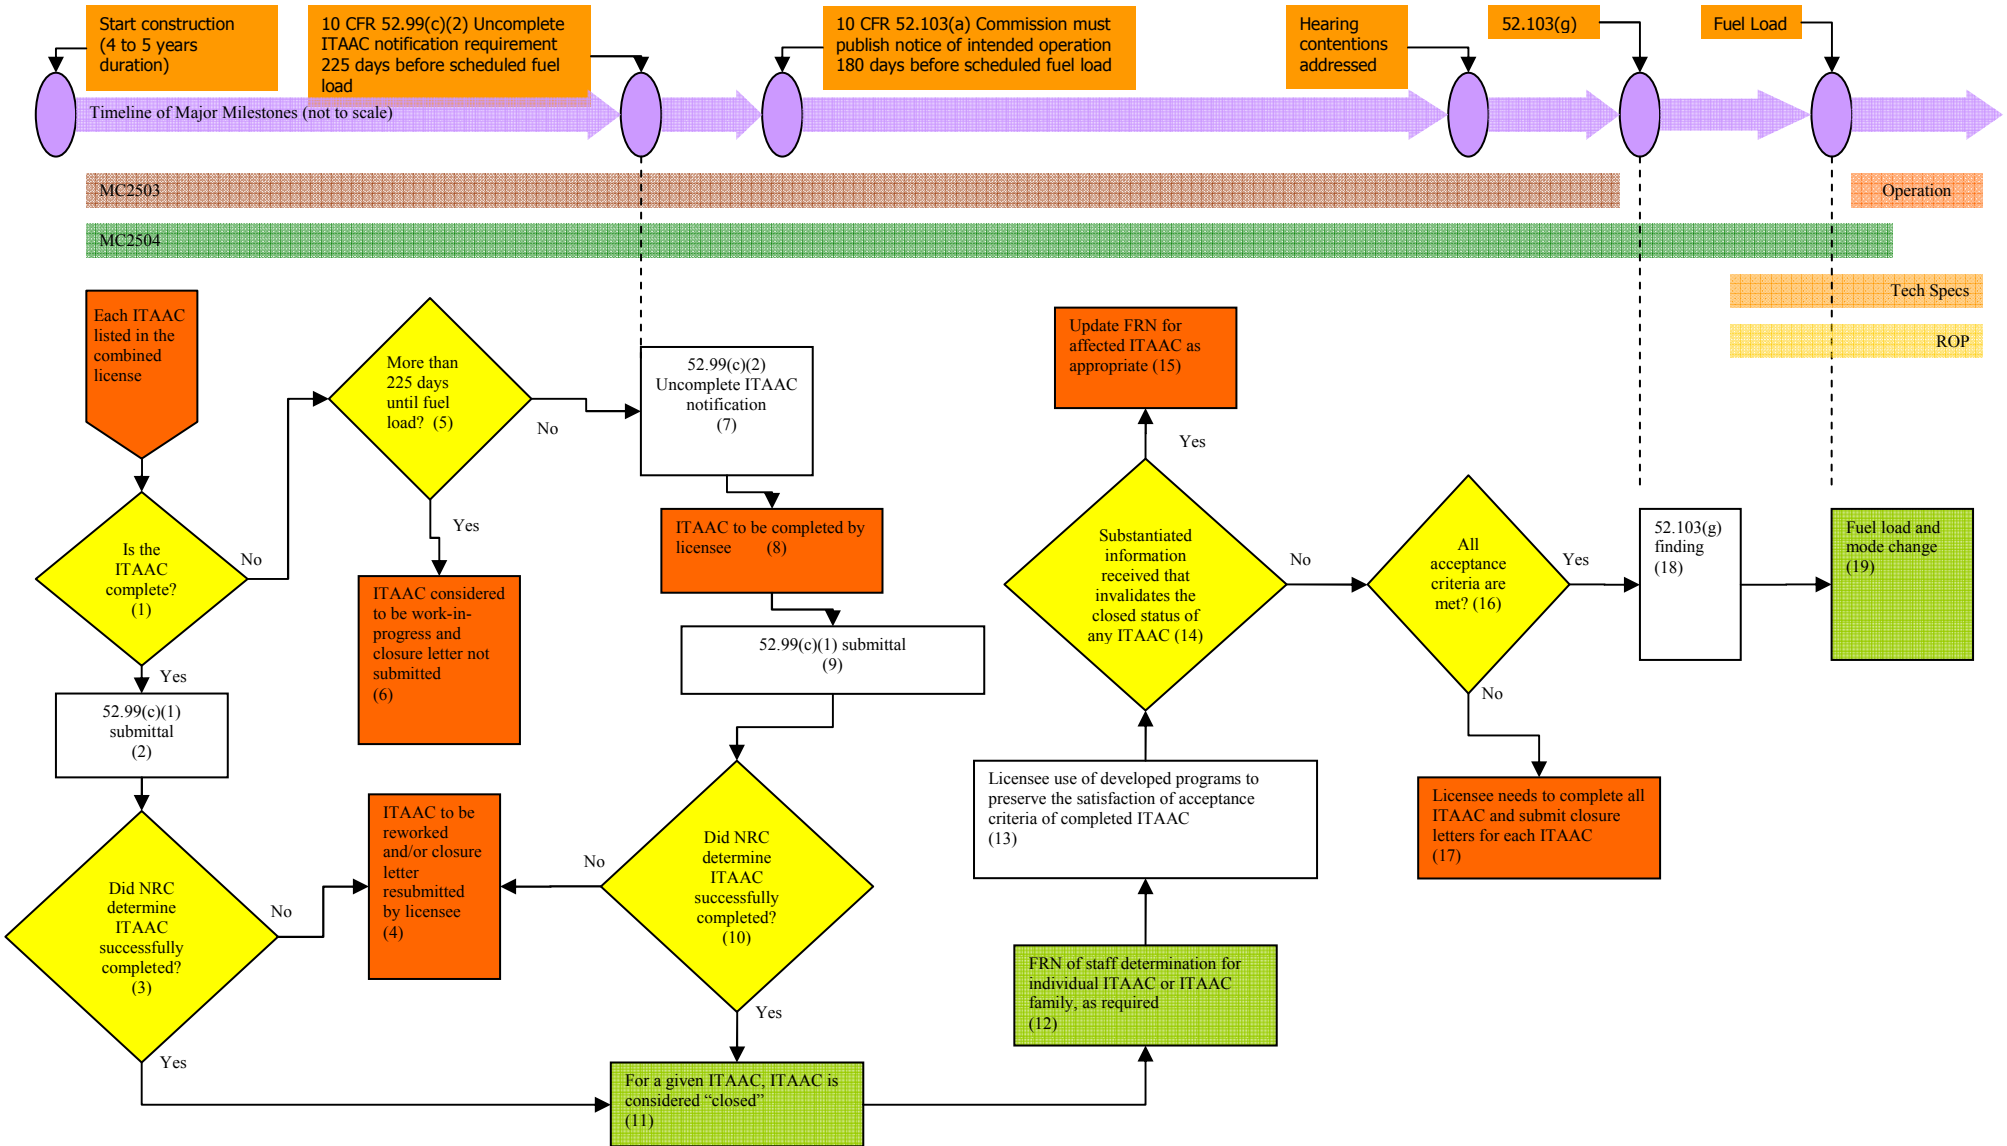 Start construction
(4 to 5 years
duration)
10 CFR 52.99(c)(2) Uncomplete
ITAAC notification requirement
225 days before scheduled fuel
load
10 CFR 52.103(a) Commission must
publish notice of intended operation
180 days before scheduled fuel load
Hearing
contentions
addressed
52.103(g)
Fuel Load
Timeline of Major Milestones (not to scale)
MC2503
Operation
MC2504
Tech Specs
ROP
Each ITAAC
listed in the
combined
license
Is the
ITAAC
complete?
(1)
No
Yes
52.99(c)(1)
submittal
(2)
Did NRC
determine
ITAAC
successfully
completed?
(3)
No
Yes
ITAAC to be
reworked
and/or closure
letter
resubmitted
by licensee
(4)
More than
225 days
until fuel
load? (5)
No
Yes
ITAAC considered
to be work-in-
progress and
closure letter not
submitted
(6)
52.99(c)(2)
Uncomplete ITAAC
notification
(7)
ITAAC to be completed by
licensee (8)
52.99(c)(1) submittal
(9)
Did NRC
determine
ITAAC
successfully
completed?
(10)
No
Yes
For a given ITAAC, ITAAC is
considered “closed”
(11)
FRN of staff determination for
individual ITAAC or ITAAC
family, as required
(12)
Licensee use of developed programs to
preserve the satisfaction of acceptance
criteria of completed ITAAC
(13)
Substantiated
information
received that
invalidates the
closed status of
any ITAAC (14)
Yes
No
Update FRN for
affected ITAAC as
appropriate (15)
All
acceptance
criteria are
met? (16)
Yes
No
Licensee needs to complete all
ITAAC and submit closure
letters for each ITAAC
(17)
52.103(g)
finding
(18)
Fuel load and
mode change
(19)